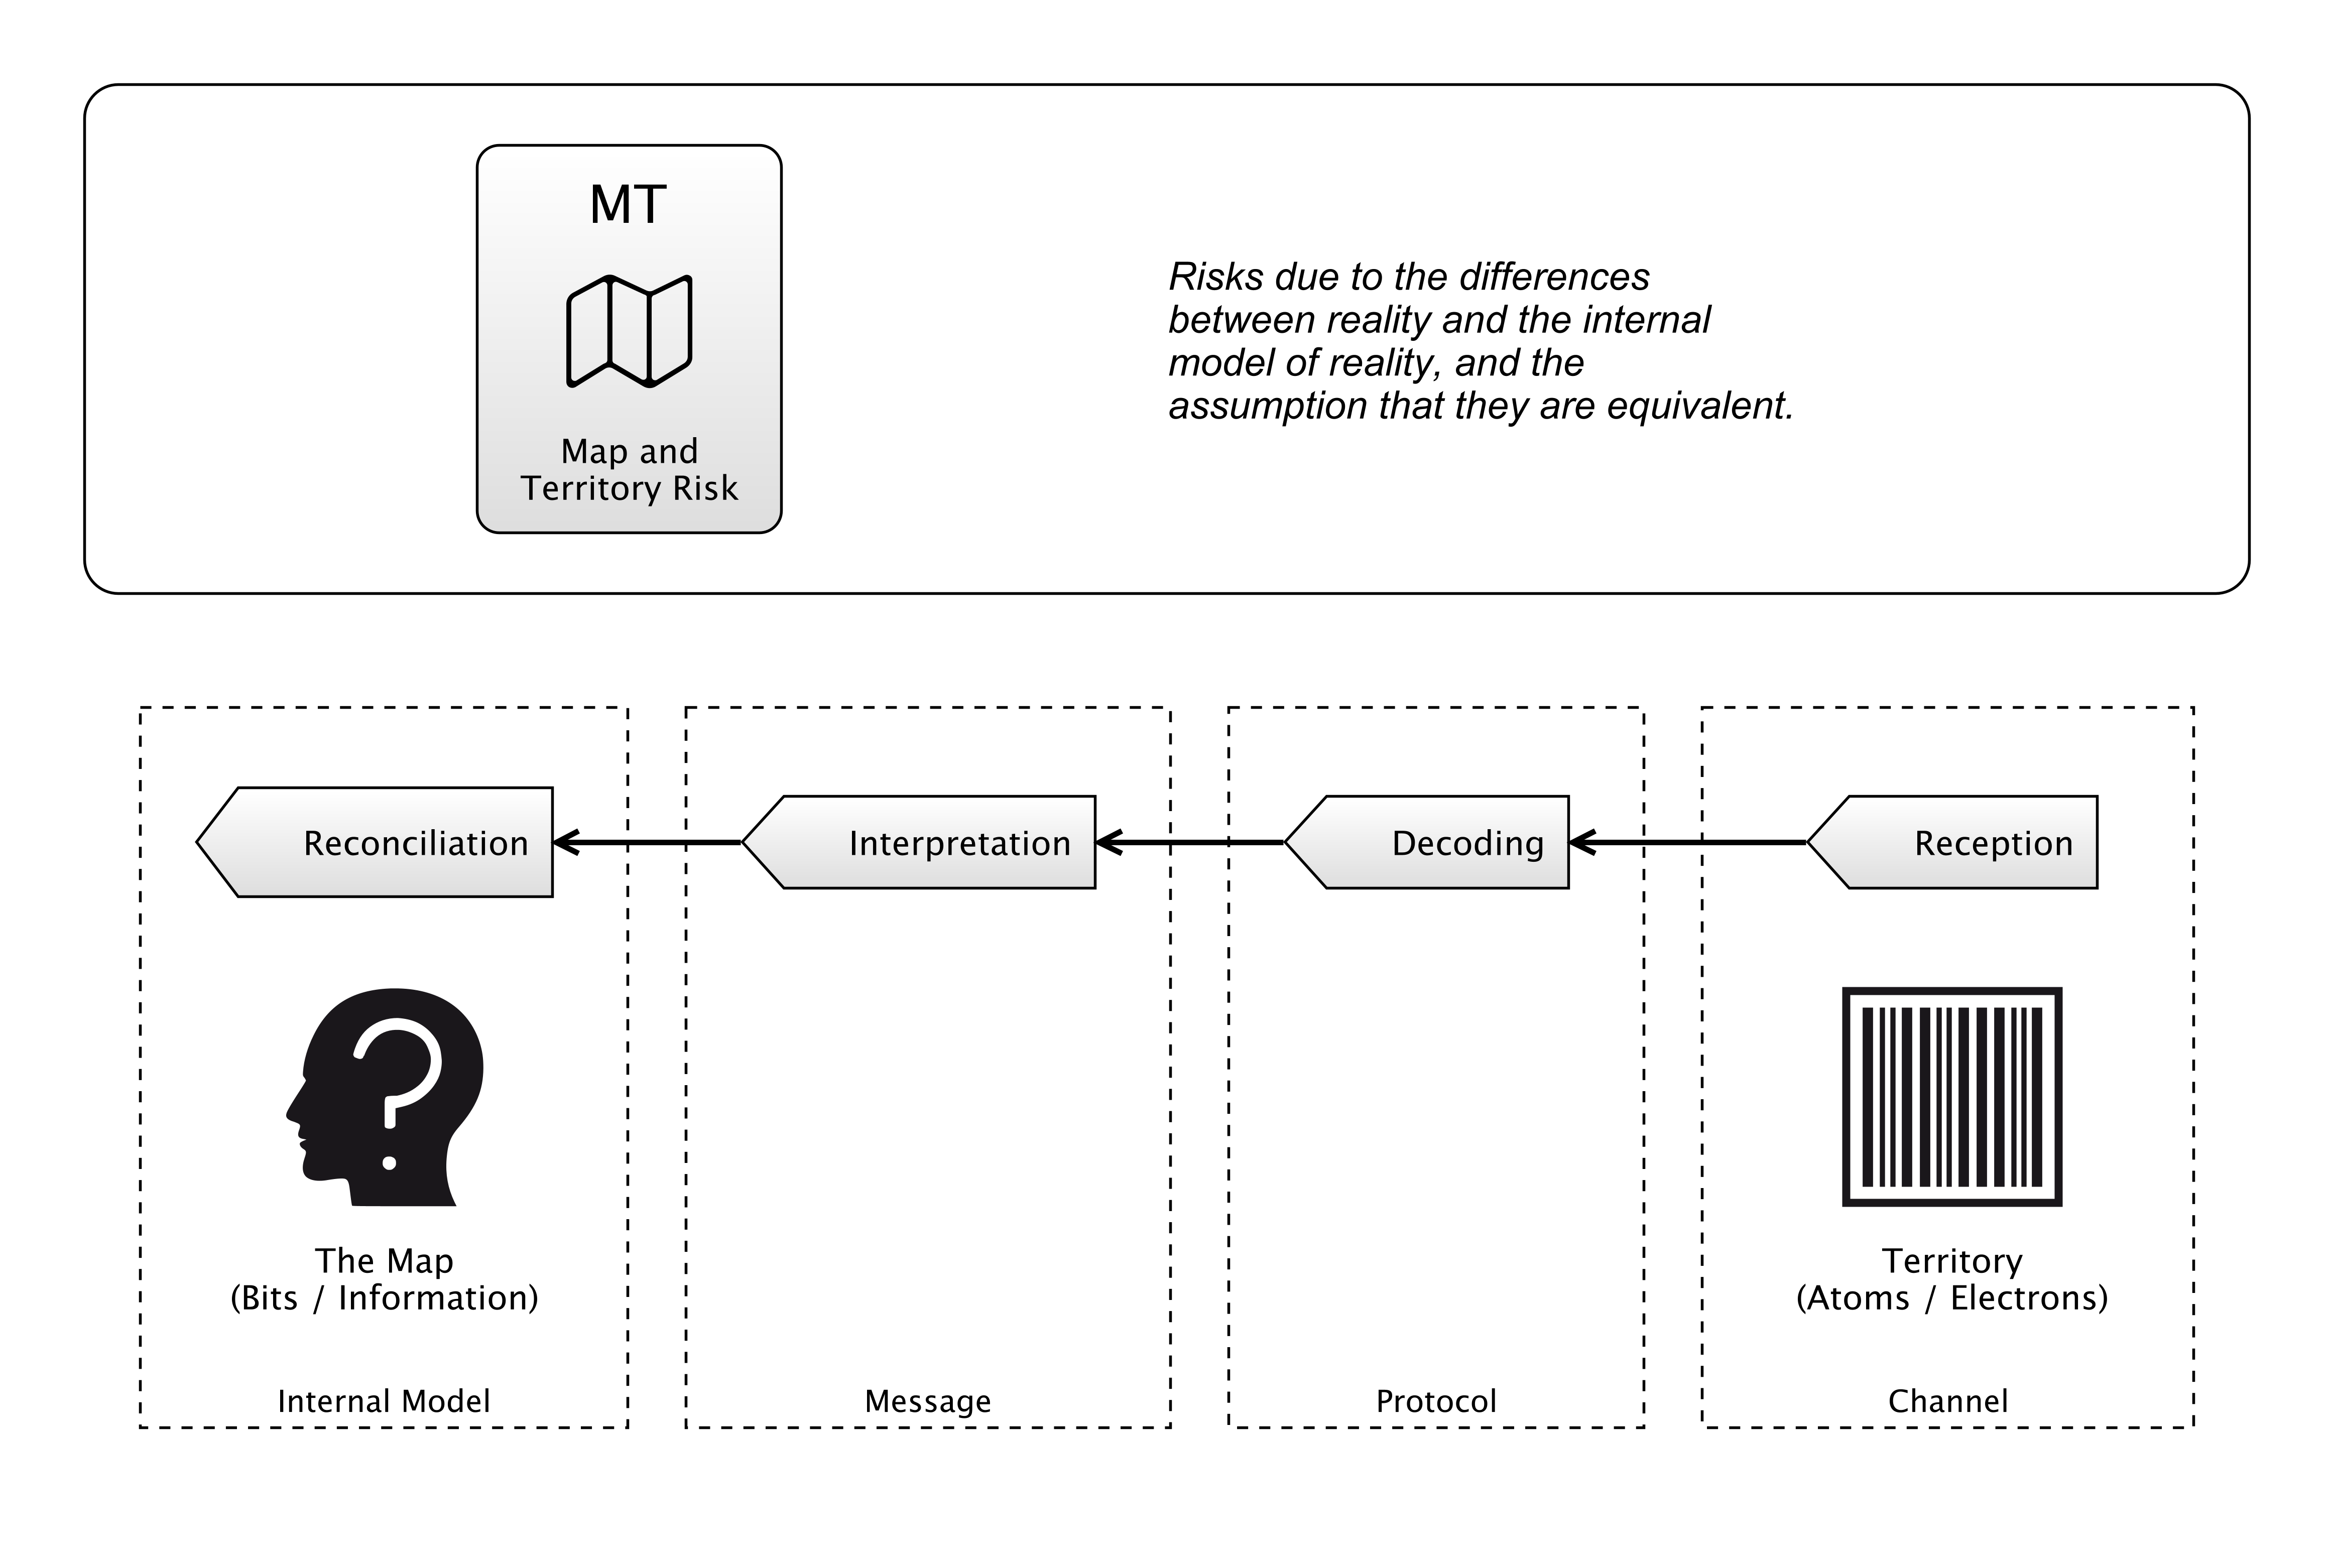 MT
Map and
Territory Risk
Risks due to the differences
between reality and the internal
model of reality, and the
assumption that they are equivalent.
Reconciliation
Interpretation
Decoding
Reception
The Map
(Bits / Information)
Territory
(Atoms / Electrons)
Internal Model
Message
Protocol
Channel